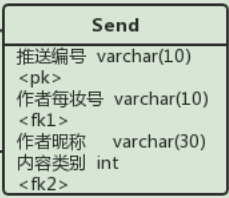 Send
推送编号 varchar(10)
<pk>
作者每妆号 varchar(10)
<fk1>
作者昵称 varchar(30)
内容类别 int
<fk2>